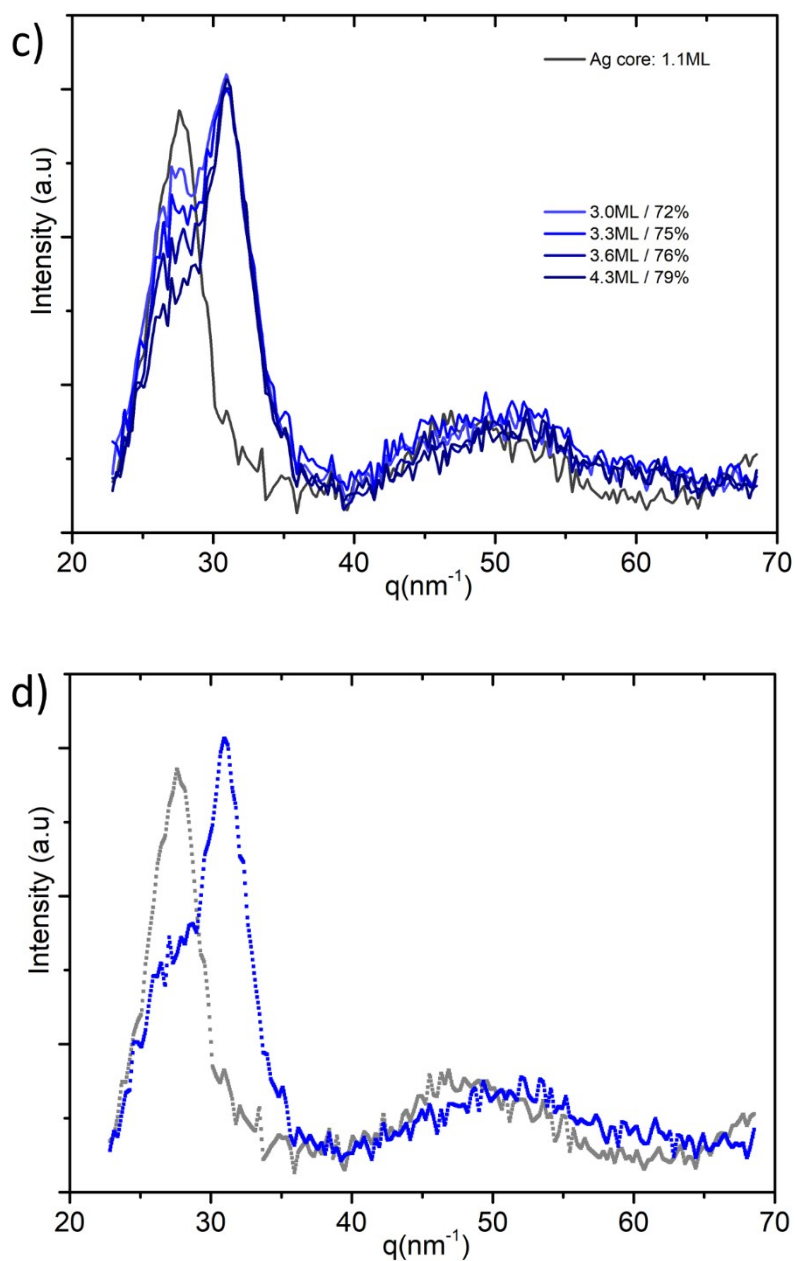 c)
Ag core: 1.1ML
3.0ML / 72%
3.3ML / 75%
3.6ML / 76%
4.3ML / 79%
Intensity (a.u)
20 30 40 50 60 70
q(nm⁻¹)
d)
Intensity (a.u)
20 30 40 50 60 70
q(nm⁻¹)